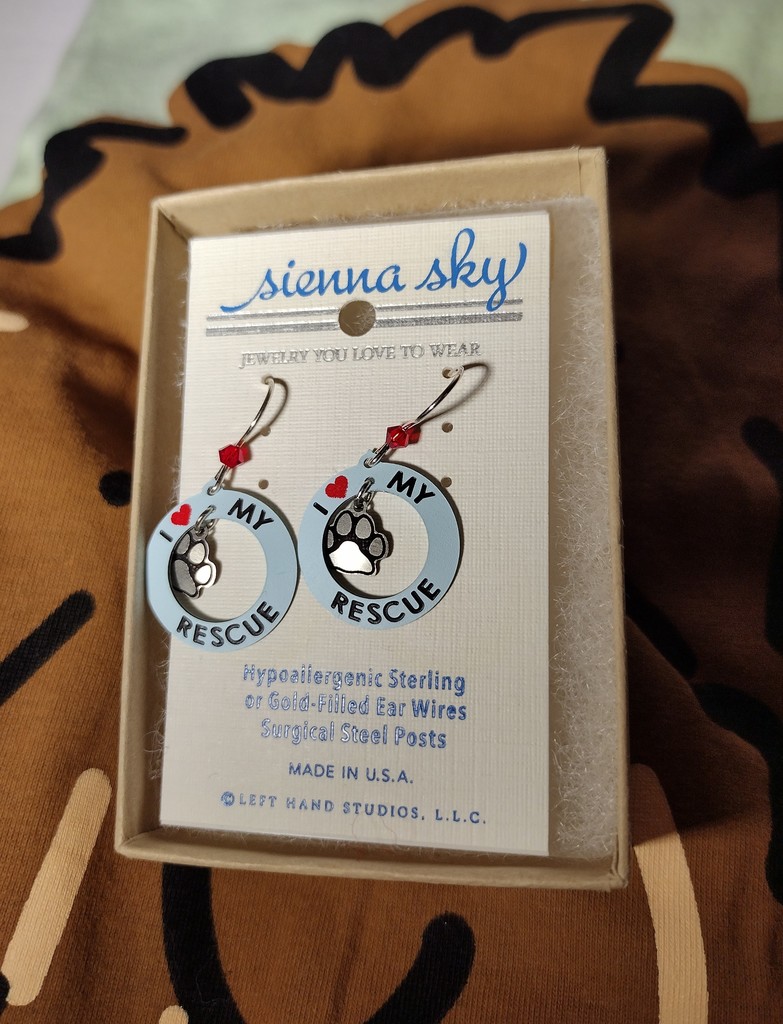 sienna sky
JEWELRY YOU LOVE TO WEAR
I ❤ MY
RESCUE
I ❤ MY
RESCUE
Hypoallergenic Sterling
or Gold-Filled Ear Wires
Surgical Steel Posts
MADE IN U.S.A.
©LEFT HAND STUDIOS, L.L.C.